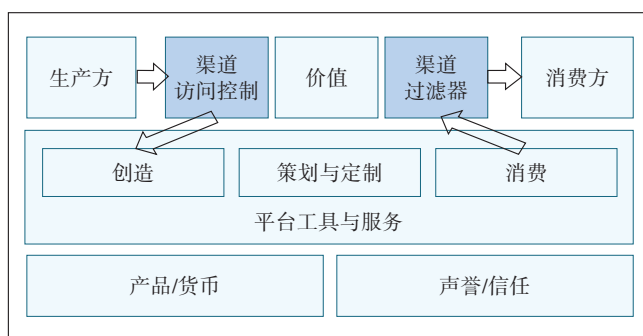 生产方
渠道
访问控制
价值
渠道
过滤器
消费方
创造
策划与定制
消费
平台工具与服务
产品/货币
声誉/信任